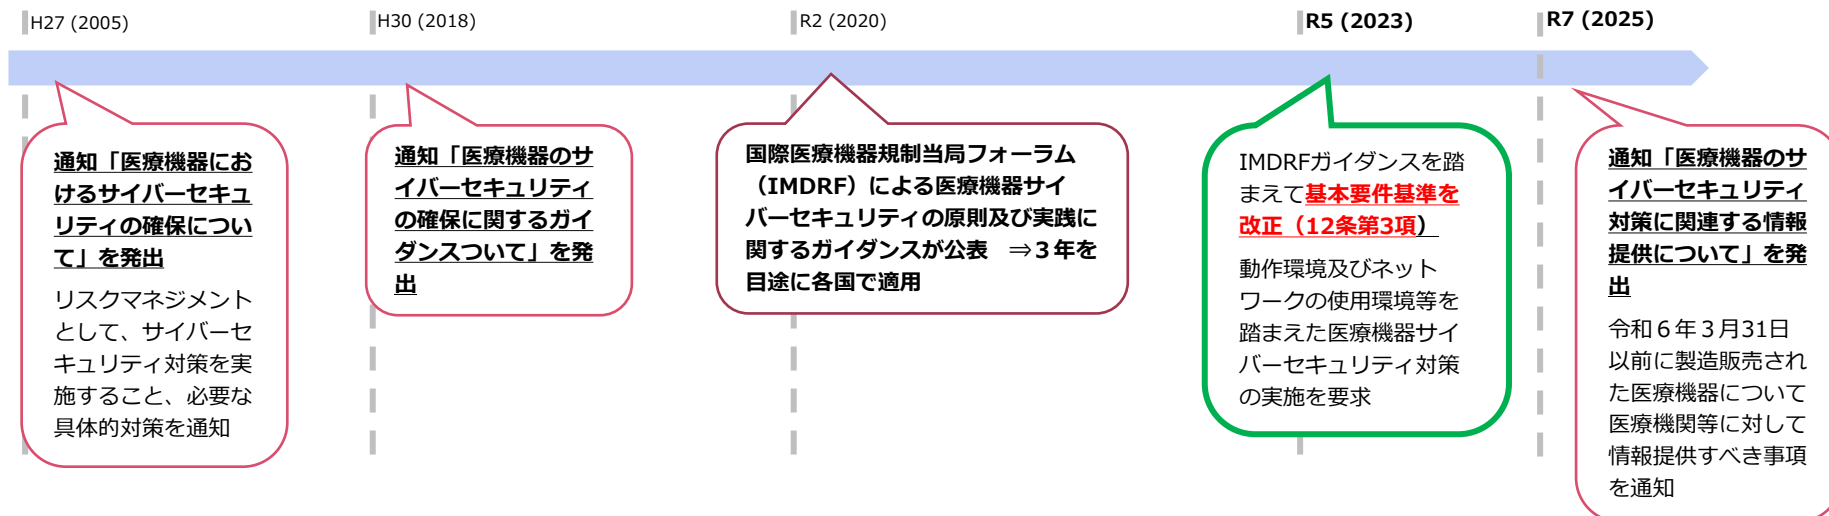 H27 (2005)
H30 (2018)
R2 (2020)
R5 (2023)
R7 (2025)
通知「医療機器にお
けるサイバーセキュ
リティの確保につい
て」を発出
リスクマネジメント
として、サイバーセ
キュリティ対策を実
施すること、必要な
具体的対策を通知
通知「医療機器のサ
イバーセキュリティ
の確保に関するガイ
ダンスついて」を発
出
国際医療機器規制当局フォーラム
（IMDRF）による医療機器サイ
バーセキュリティの原則及び実践に
関するガイダンスが公表　⇒３年を
目途に各国で適用
IMDRFガイダンスを踏
まえて基本要件基準を
改正（12条第3項）
動作環境及びネット
ワークの使用環境等を
踏まえた医療機器サイ
バーセキュリティ対策
の実施を要求
通知「医療機器のサ
イバーセキュリティ
対策に関連する情報
提供について」を発
出
令和６年３月31日
以前に製造販売され
た医療機器について
医療機関等に対して
情報提供すべき事項
を通知